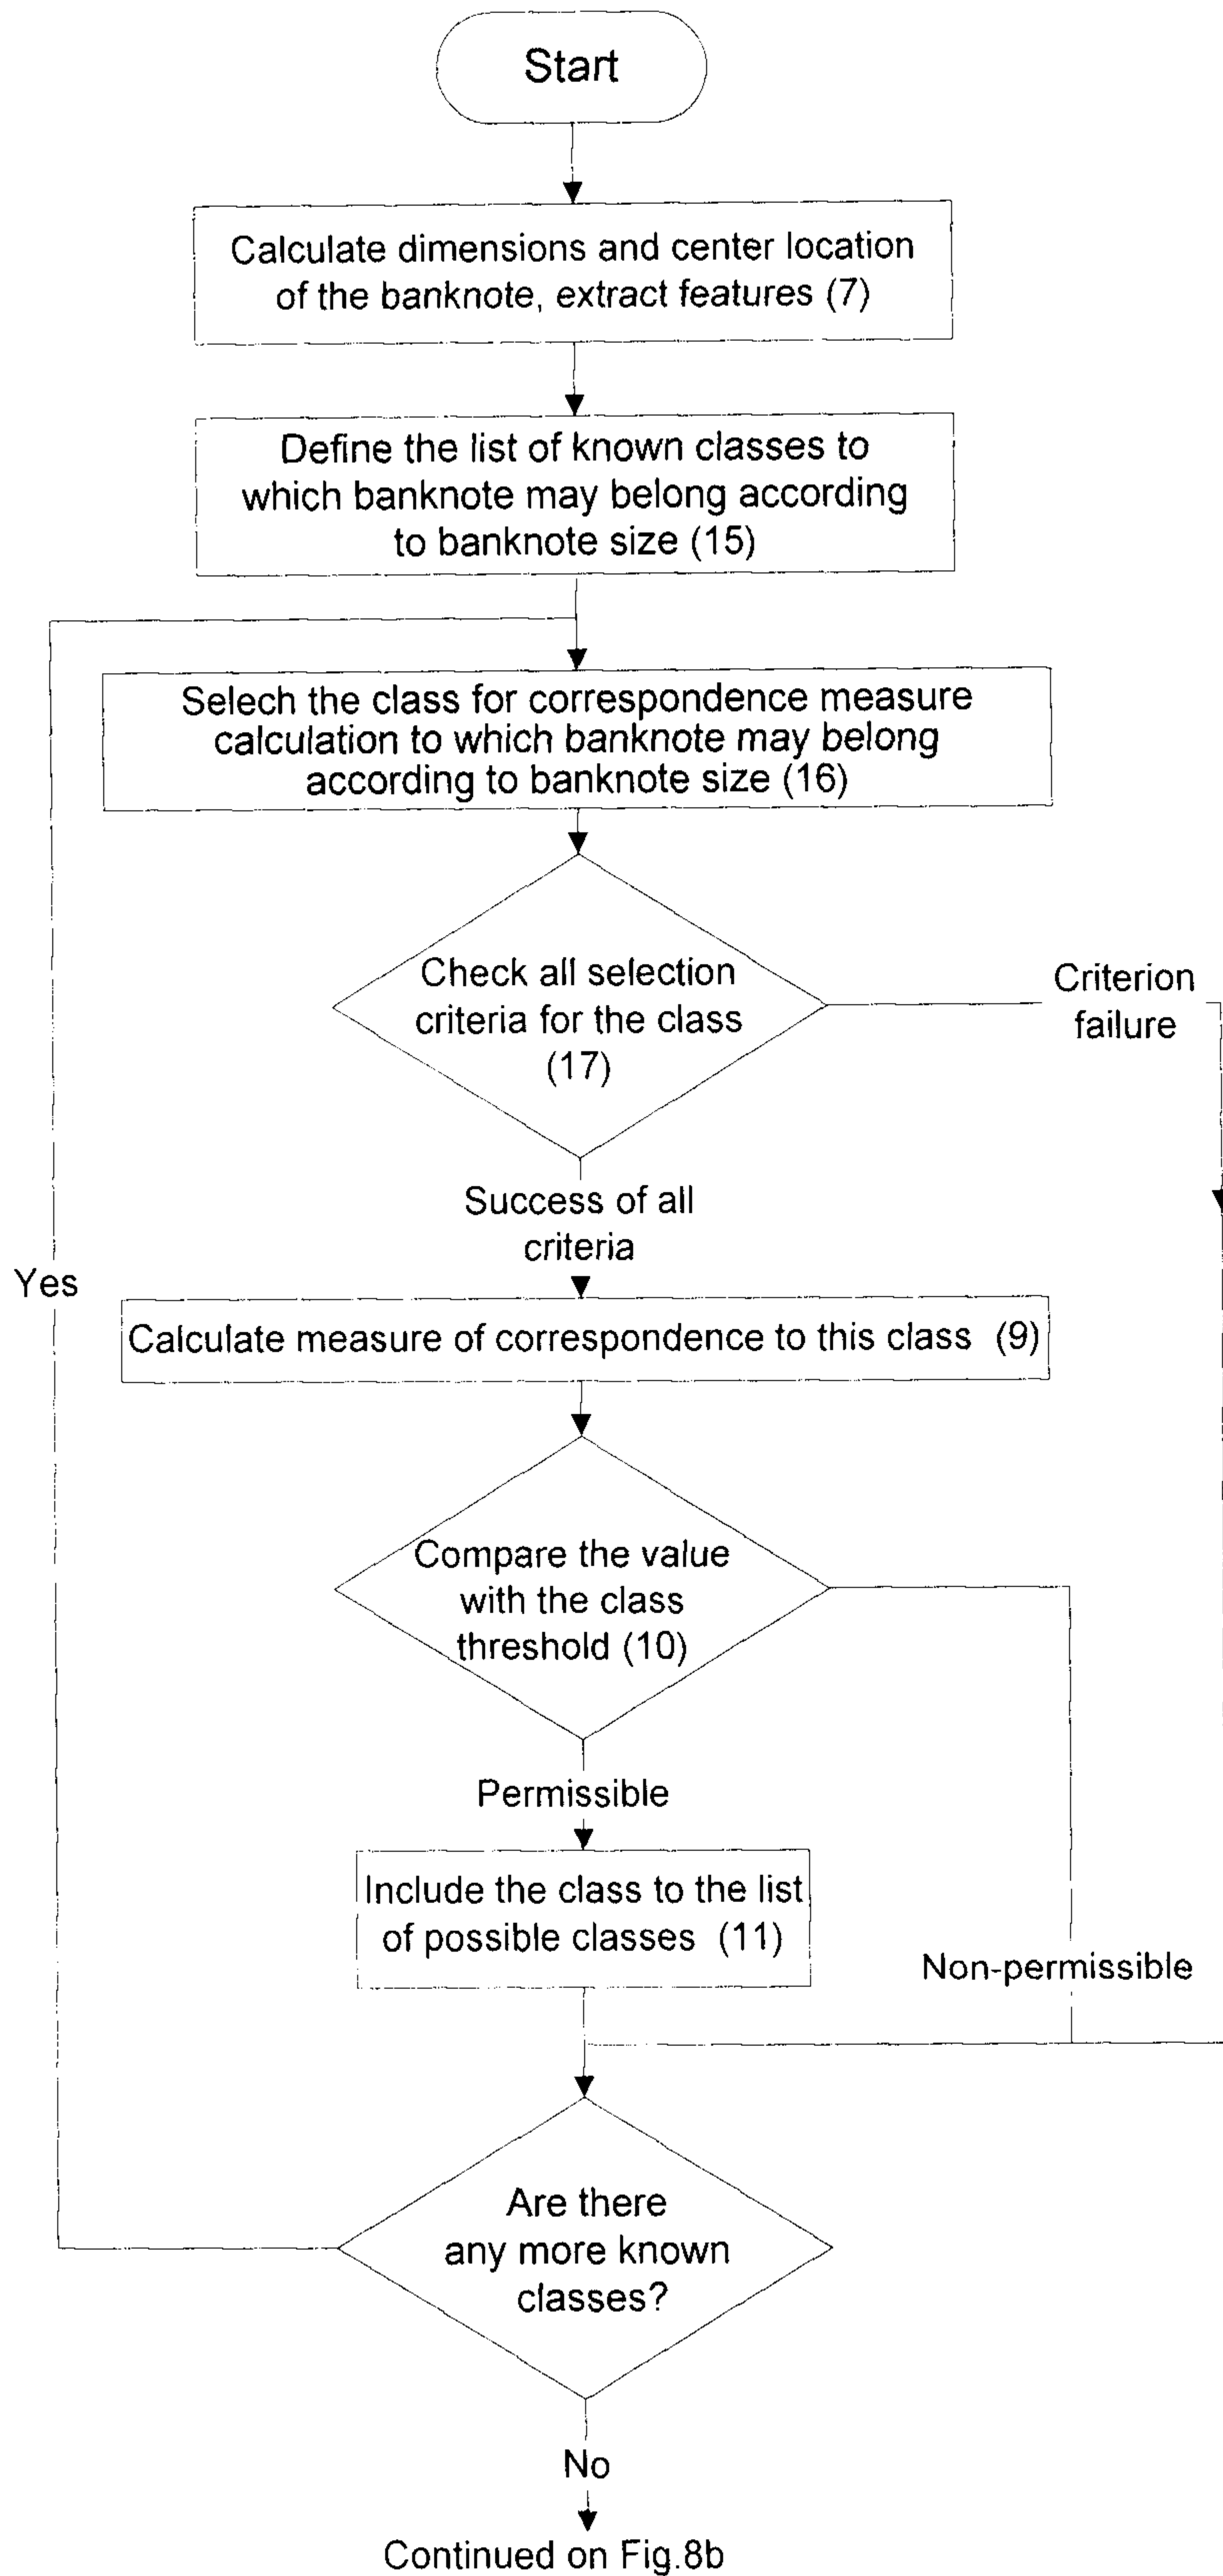 Start
Calculate dimensions and center location
of the banknote, extract features (7)
Define the list of known classes to
which banknote may belong according
to banknote size (15)
Selech the class for correspondence measure
calculation to which banknote may belong
according to banknote size (16)
Check all selection
criteria for the class
(17)
Criterion
failure
Success of all
criteria
Yes
Calculate measure of correspondence to this class (9)
Compare the value
with the class
threshold (10)
Permissible
Include the class to the list
of possible classes (11)
Non-permissible
Are there
any more known
classes?
No
Continued on Fig.8b